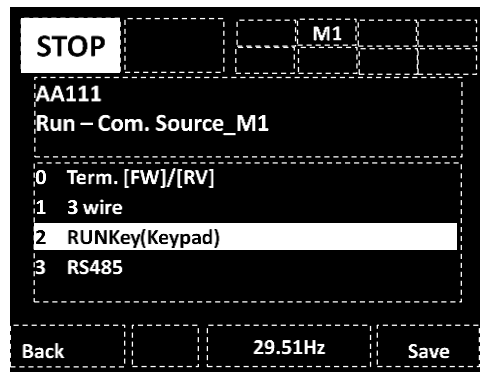 STOP
M1
AA111
Run – Com. Source_M1
0 Term. [FW]/[RV]
1 3 wire
2 RUNKey(Keypad)
3 RS485
Back 29.51Hz Save